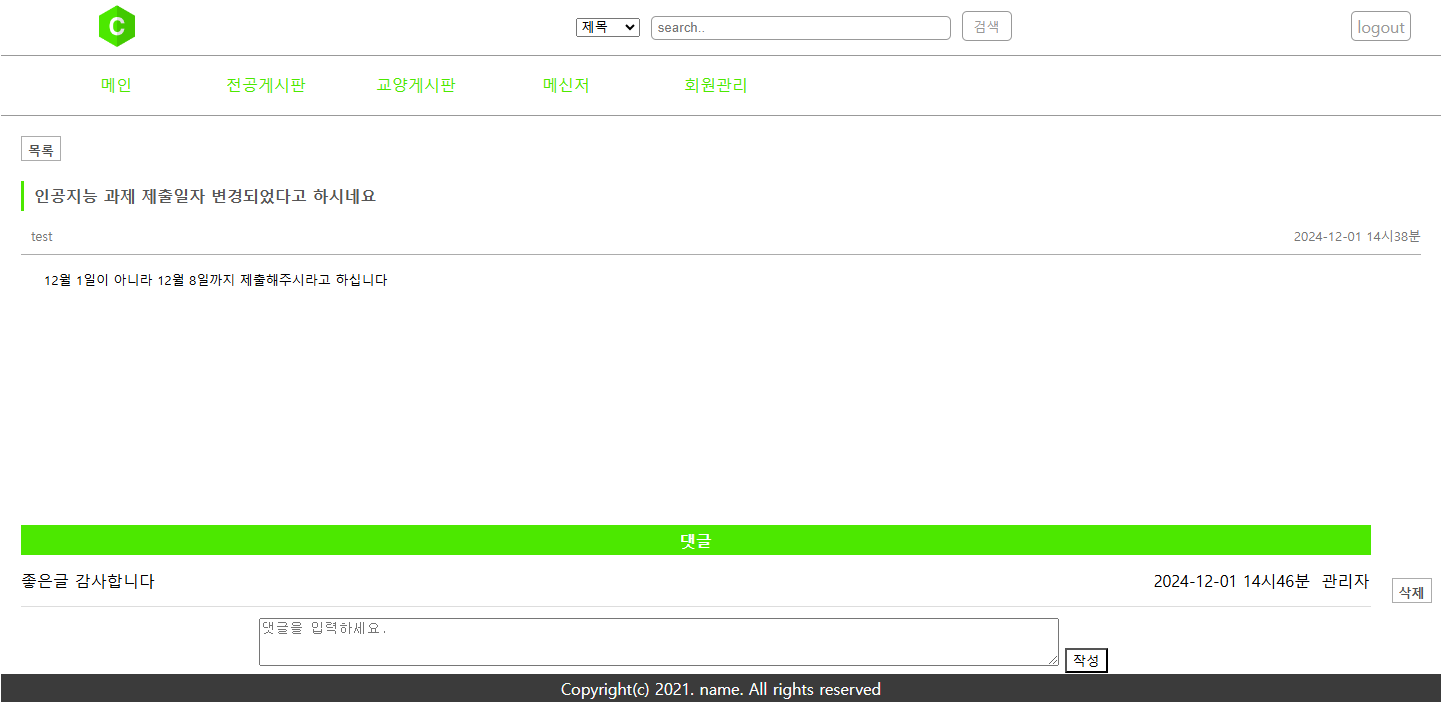 C
제목 search.. 검색 logout
메인 전공게시판 교양게시판 메신저 회원관리
목록
인공지능 과제 제출일자 변경되었다고 하시네요
test 2024-12-01 14시38분
12월 1일이 아니라 12월 8일까지 제출해주시라고 하십니다
댓글
좋은글 감사합니다 2024-12-01 14시46분 관리자 삭제
댓글을 입력하세요. 작성
Copyright(c) 2021. name. All rights reserved